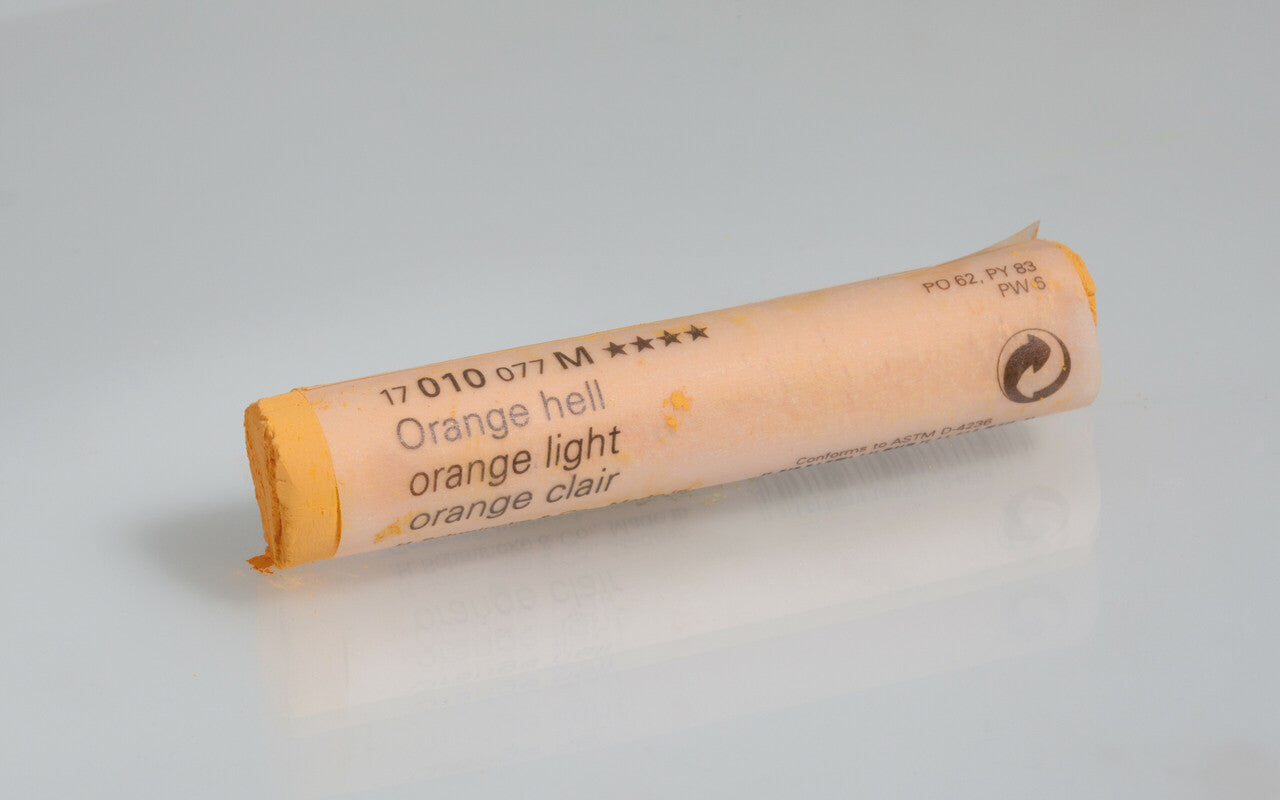 17 010 077 M ★★★★
Orange hell
orange light
orange clair
PO 62, PY 83
PW 6
Conforms to ASTM D-4236